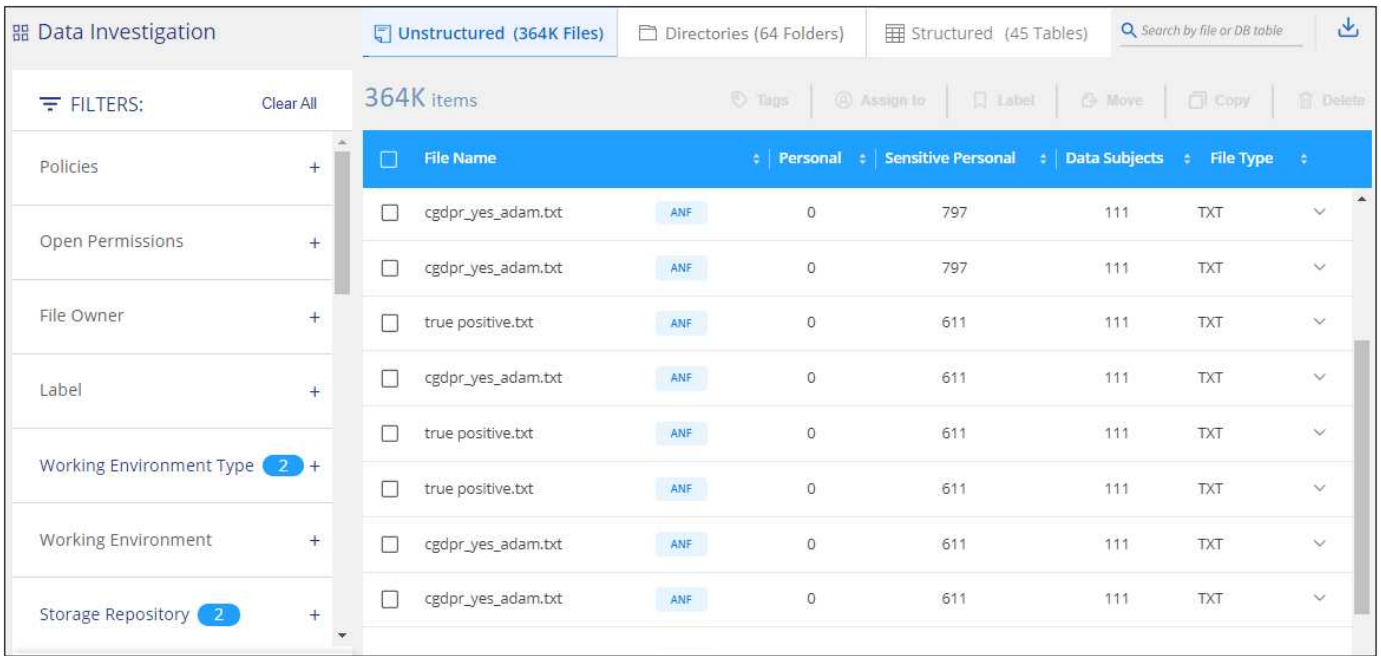 Data Investigation
Unstructured (364K Files)
Directories (64 Folders)
Structured (45 Tables)
Search by file or DB table
FILTERS: Clear All
Policies +
Open Permissions +
File Owner +
Label +
Working Environment Type 2 +
Working Environment +
Storage Repository 2 +
364K items
Tags Assign to Label Move Copy Delete
File Name Personal Sensitive Personal Data Subjects File Type
cgdpr_yes_adam.txt ANF 0 797 111 TXT
cgdpr_yes_adam.txt ANF 0 797 111 TXT
true positive.txt ANF 0 611 111 TXT
cgdpr_yes_adam.txt ANF 0 611 111 TXT
true positive.txt ANF 0 611 111 TXT
true positive.txt ANF 0 611 111 TXT
cgdpr_yes_adam.txt ANF 0 611 111 TXT
cgdpr_yes_adam.txt ANF 0 611 111 TXT